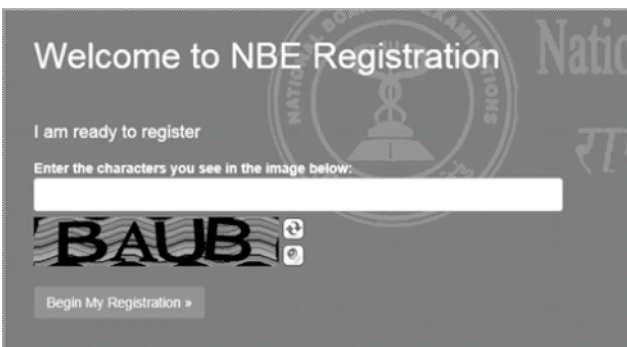 Welcome to NBE Registration
I am ready to register
Enter the characters you see in the image below:
BAUB
Begin My Registration »
NATIONAL